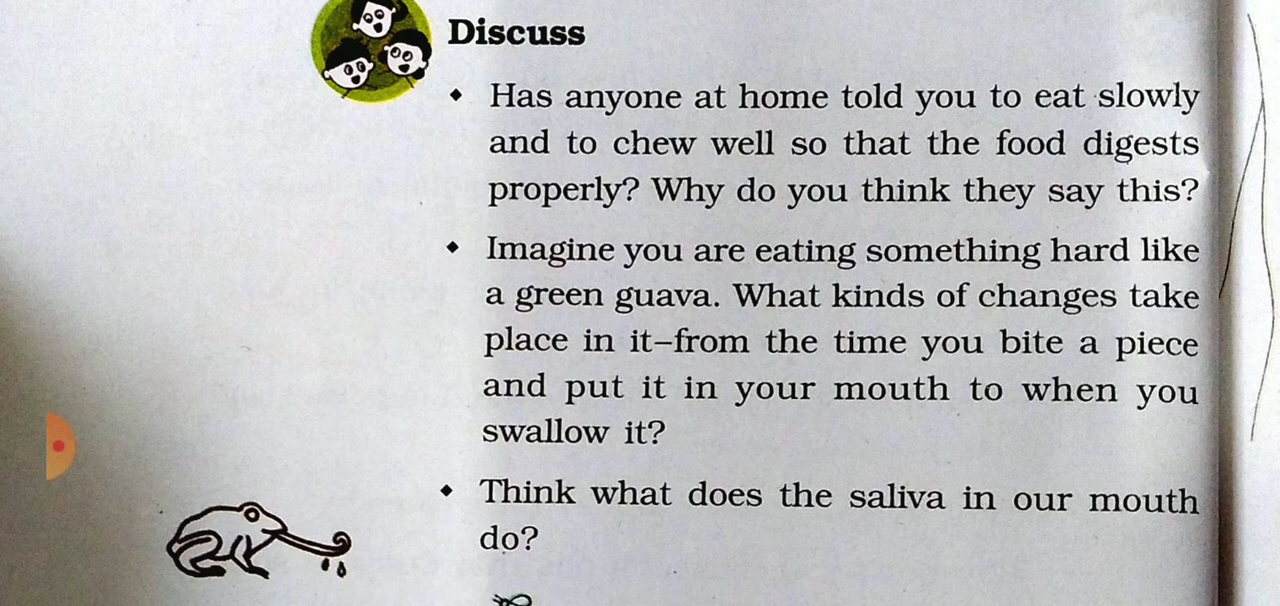 Discuss
◆ Has anyone at home told you to eat slowly
and to chew well so that the food digests
properly? Why do you think they say this?
◆ Imagine you are eating something hard like
a green guava. What kinds of changes take
place in it–from the time you bite a piece
and put it in your mouth to when you
swallow it?
◆ Think what does the saliva in our mouth
do?